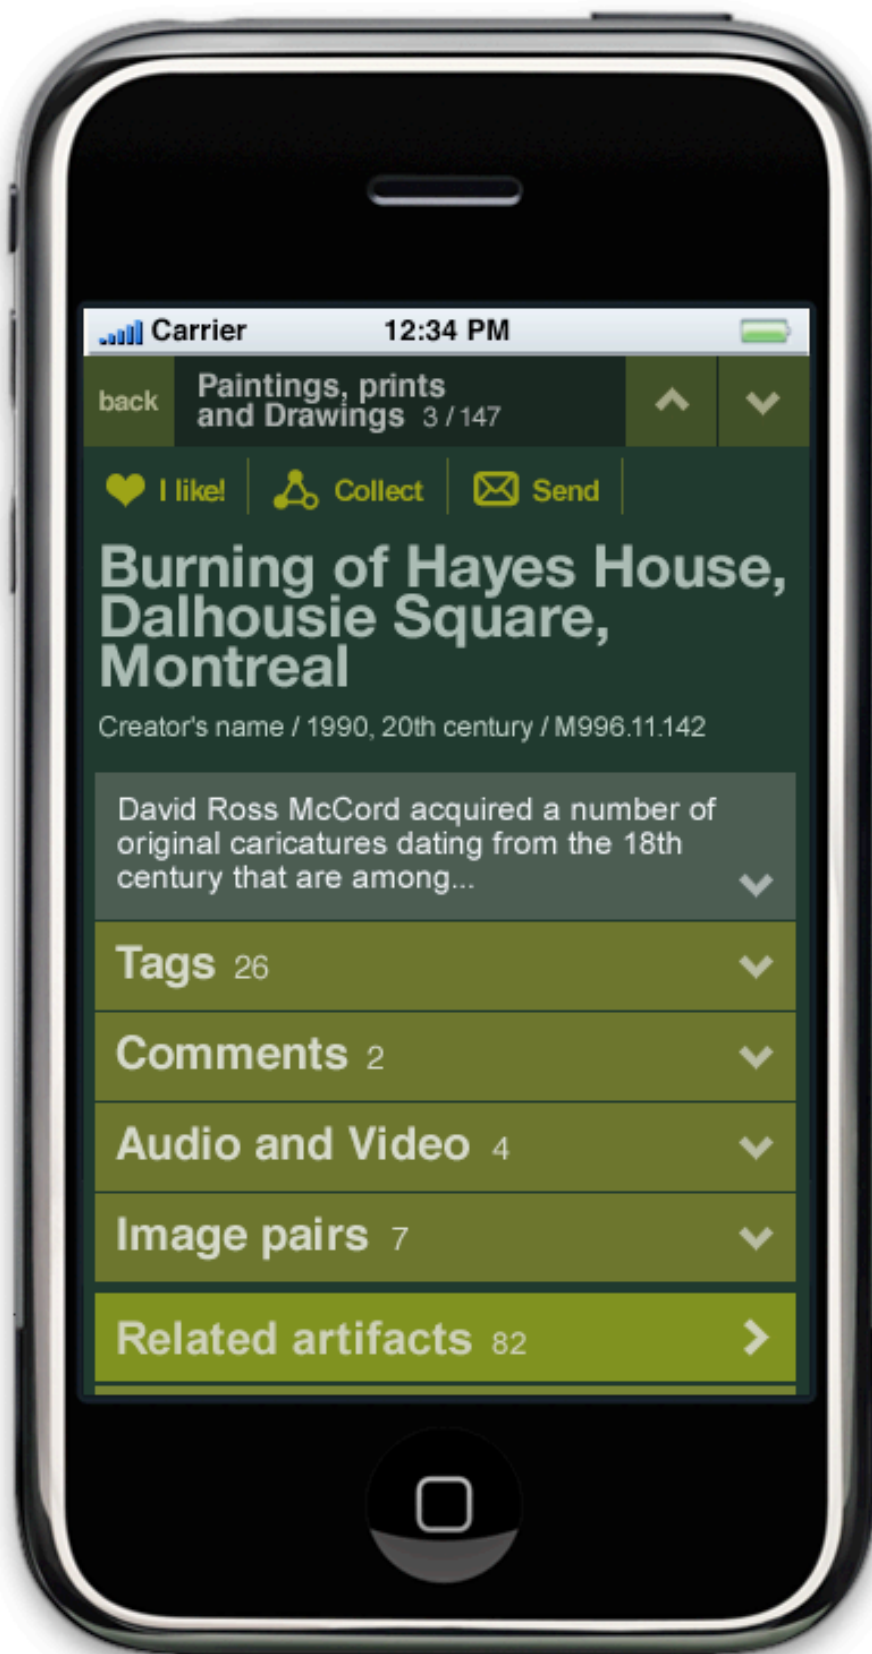 Carrier 12:34 PM
back
Paintings, prints
and Drawings 3 / 147
I like! Collect Send
Burning of Hayes House,
Dalhousie Square,
Montreal
Creator's name / 1990, 20th century / M996.11.142
David Ross McCord acquired a number of
original caricatures dating from the 18th
century that are among...
Tags 26
Comments 2
Audio and Video 4
Image pairs 7
Related artifacts 82